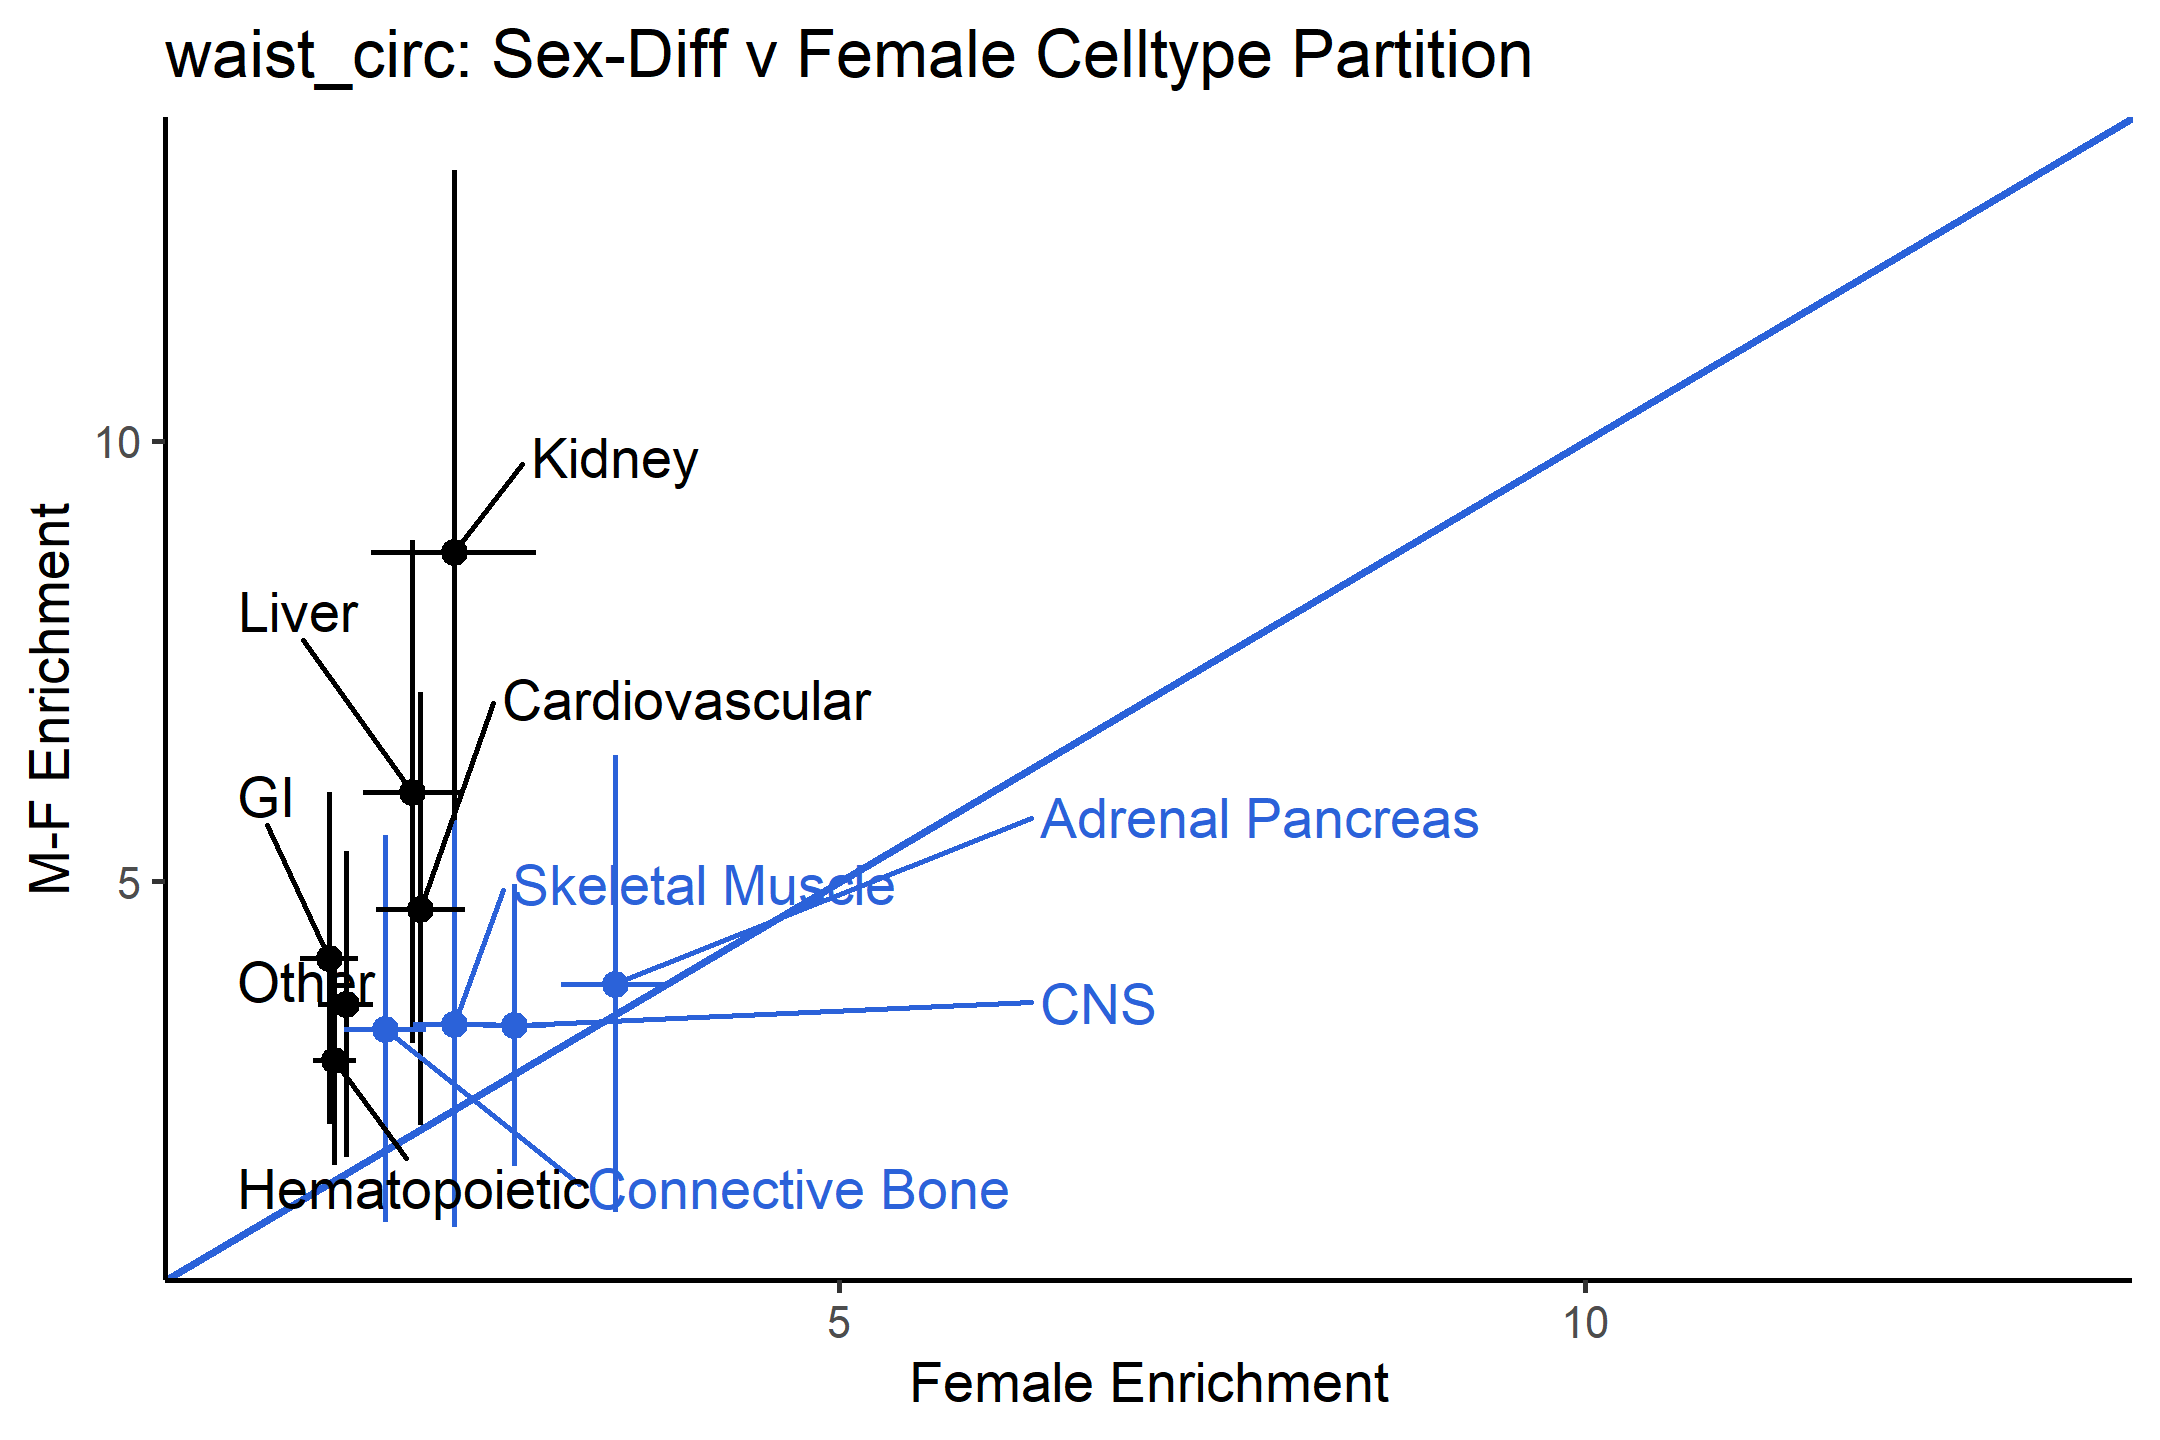 waist_circ: Sex-Diff v Female Celltype Partition
M-F Enrichment
10
5
Kidney
Liver
Cardiovascular
GI
Adrenal Pancreas
Skeletal Muscle
Other
CNS
Hematopoietic
Connective Bone
5
10
Female Enrichment